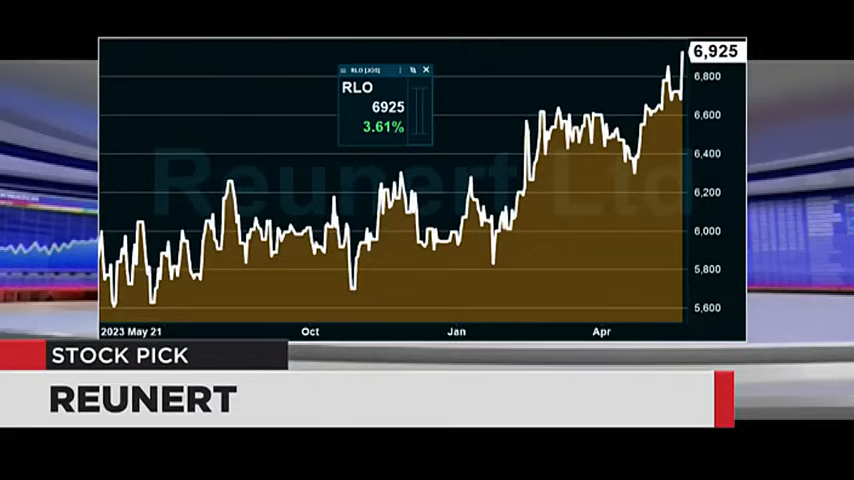 6,925
RLO [JOS]
RLO
6925
3.61%
Reunert Ltd
6,800
6,600
6,400
6,200
6,000
5,800
5,600
2023 May 21 Oct Jan Apr
STOCK PICK
REUNERT